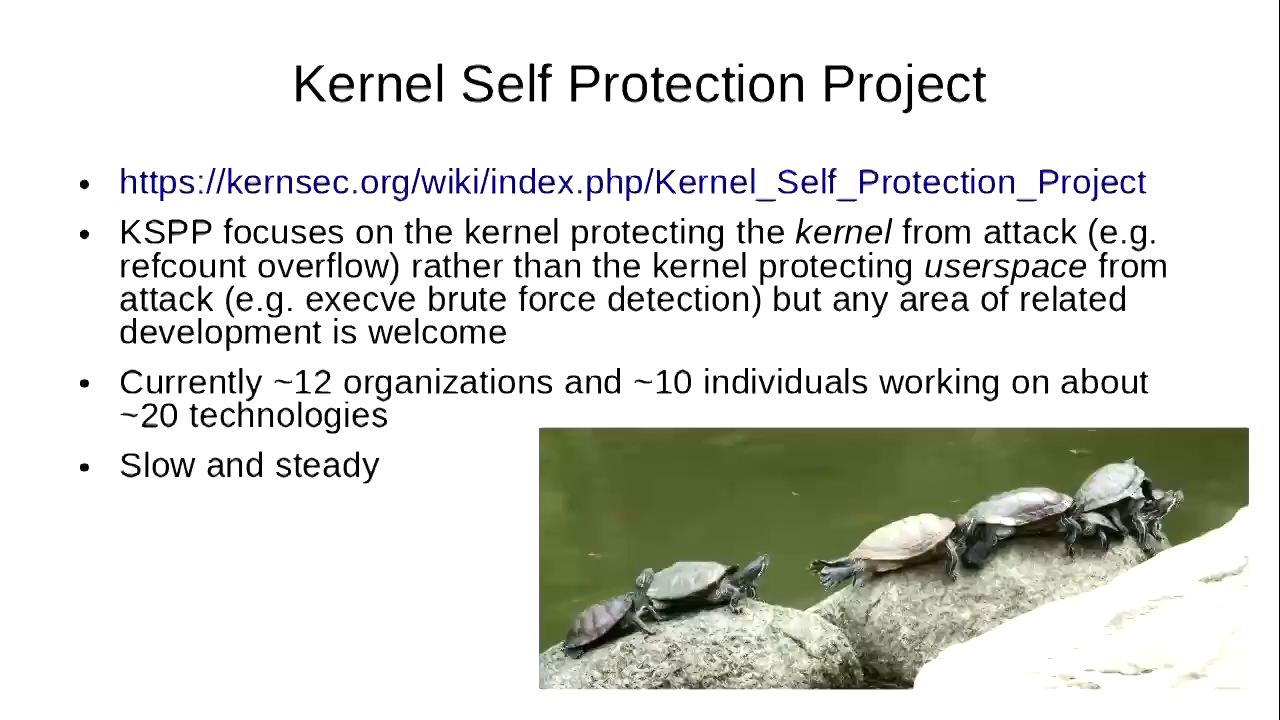 Kernel Self Protection Project
• https://kernsec.org/wiki/index.php/Kernel_Self_Protection_Project
• KSPP focuses on the kernel protecting the kernel from attack (e.g.
refcount overflow) rather than the kernel protecting userspace from
attack (e.g. execve brute force detection) but any area of related
development is welcome
• Currently ~12 organizations and ~10 individuals working on about
~20 technologies
• Slow and steady